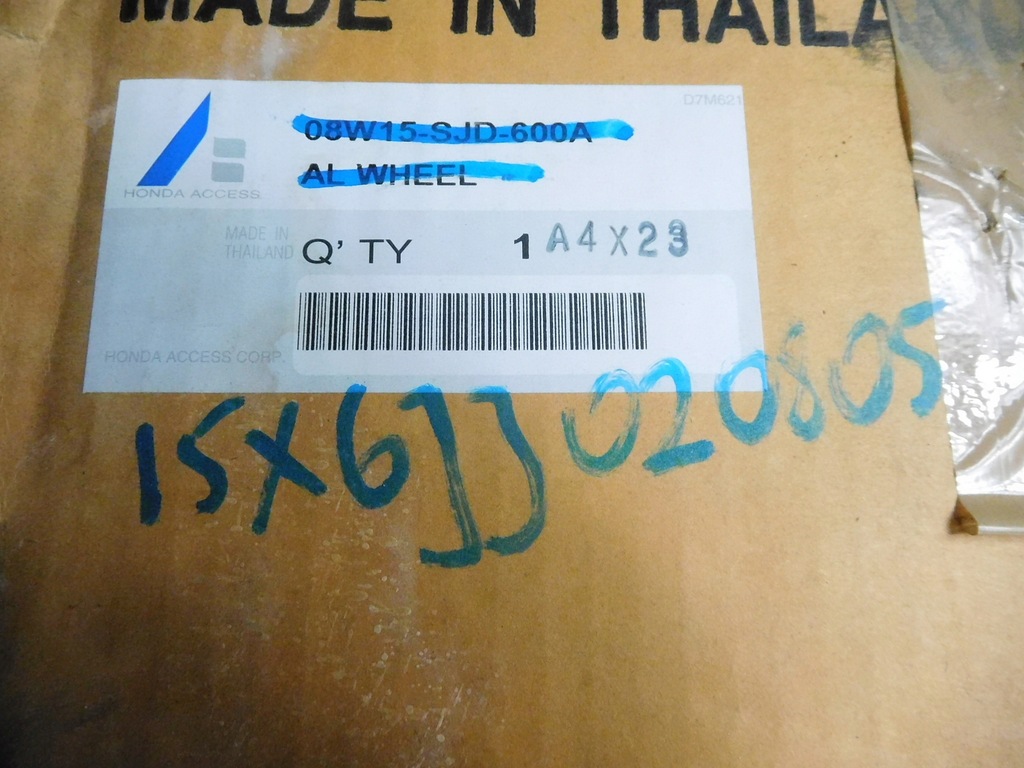 MADE IN THAILA
D7M621
08W15-SJD-600A
AL WHEEL
HONDA ACCESS
MADE IN
THAILAND
Q' TY 1 A4X23
HONDA ACCESS CORP.
15X6JJ 020805